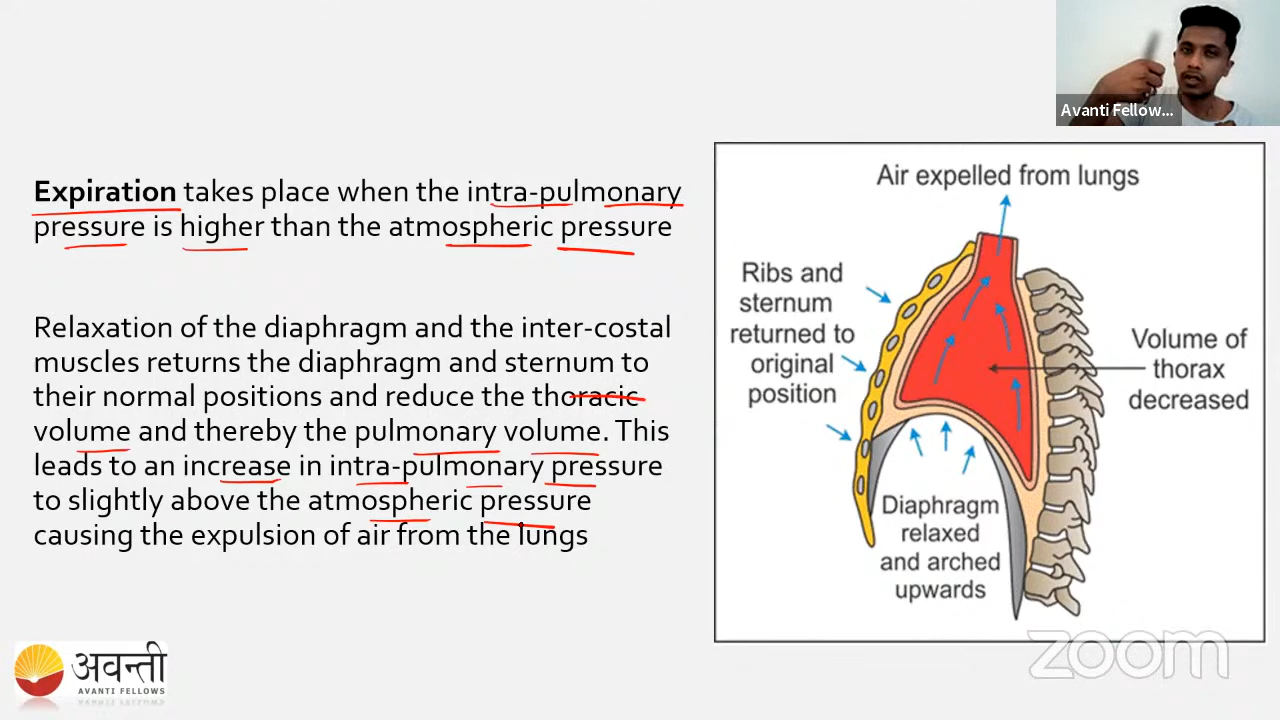 Avanti Fellow...
Expiration takes place when the intra-pulmonary
pressure is higher than the atmospheric pressure
Relaxation of the diaphragm and the inter-costal
muscles returns the diaphragm and sternum to
their normal positions and reduce the thoracic
volume and thereby the pulmonary volume. This
leads to an increase in intra-pulmonary pressure
to slightly above the atmospheric pressure
causing the expulsion of air from the lungs
Air expelled from lungs
Ribs and
sternum
returned to
original
position
Volume of
thorax
decreased
Diaphragm
relaxed
and arched
upwards
अवन्ती
AVANTI FELLOWS
zoom